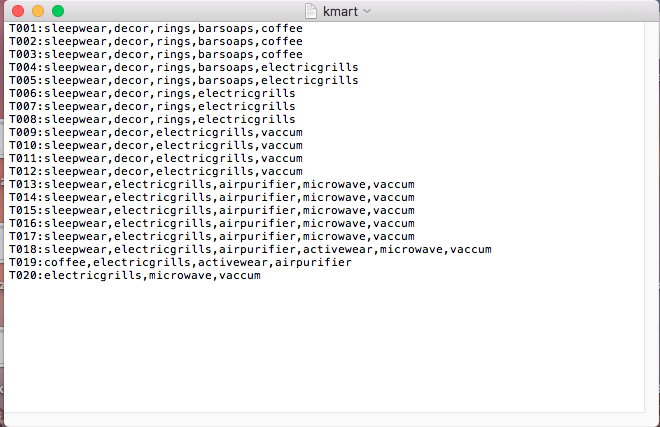 kmart
T001:sleepwear,decor,rings,barsoaps,coffee
T002:sleepwear,decor,rings,barsoaps,coffee
T003:sleepwear,decor,rings,barsoaps,coffee
T004:sleepwear,decor,rings,barsoaps,electricgrills
T005:sleepwear,decor,rings,barsoaps,electricgrills
T006:sleepwear,decor,rings,electricgrills
T007:sleepwear,decor,rings,electricgrills
T008:sleepwear,decor,rings,electricgrills
T009:sleepwear,decor,electricgrills,vaccum
T010:sleepwear,decor,electricgrills,vaccum
T011:sleepwear,decor,electricgrills,vaccum
T012:sleepwear,decor,electricgrills,vaccum
T013:sleepwear,electricgrills,airpurifier,microwave,vaccum
T014:sleepwear,electricgrills,airpurifier,microwave,vaccum
T015:sleepwear,electricgrills,airpurifier,microwave,vaccum
T016:sleepwear,electricgrills,airpurifier,microwave,vaccum
T017:sleepwear,electricgrills,airpurifier,microwave,vaccum
T018:sleepwear,electricgrills,airpurifier,activewear,microwave,vaccum
T019:coffee,electricgrills,activewear,airpurifier
T020:electricgrills,microwave,vaccum